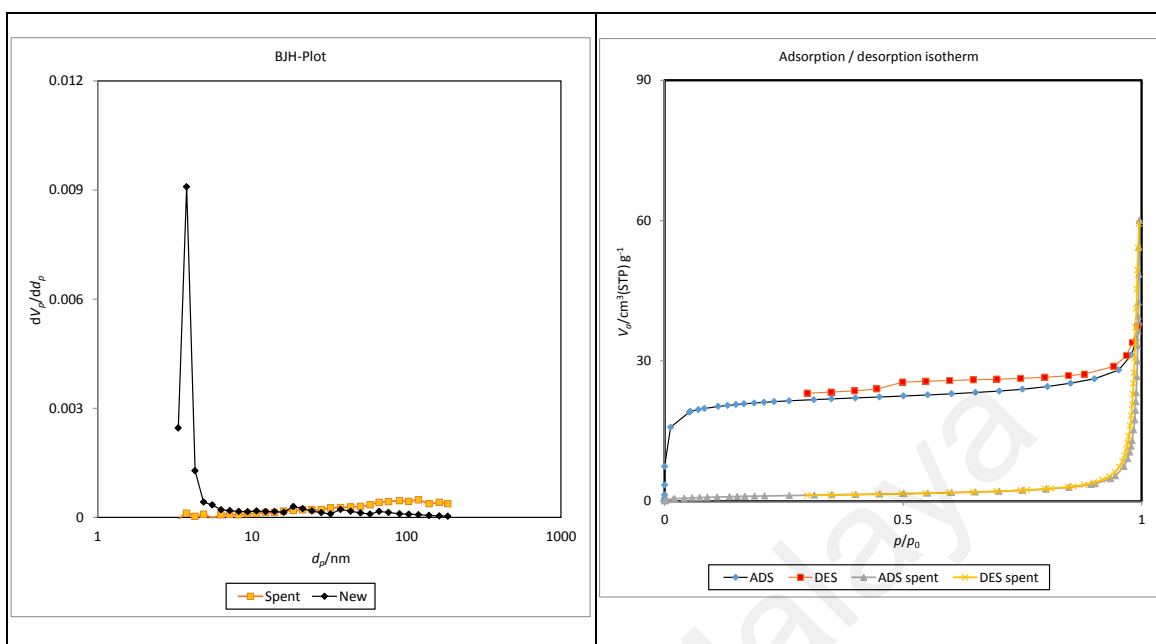 BJH-Plot
0.012
0.009
0.006
0.003
0
dVp/ddp
1 10 100 1000
dp/nm
Spent New
Adsorption / desorption isotherm
90
60
30
0
Va/cm³(STP) g⁻¹
0 0.5 1
p/p₀
ADS DES ADS spent DES spent
alaya